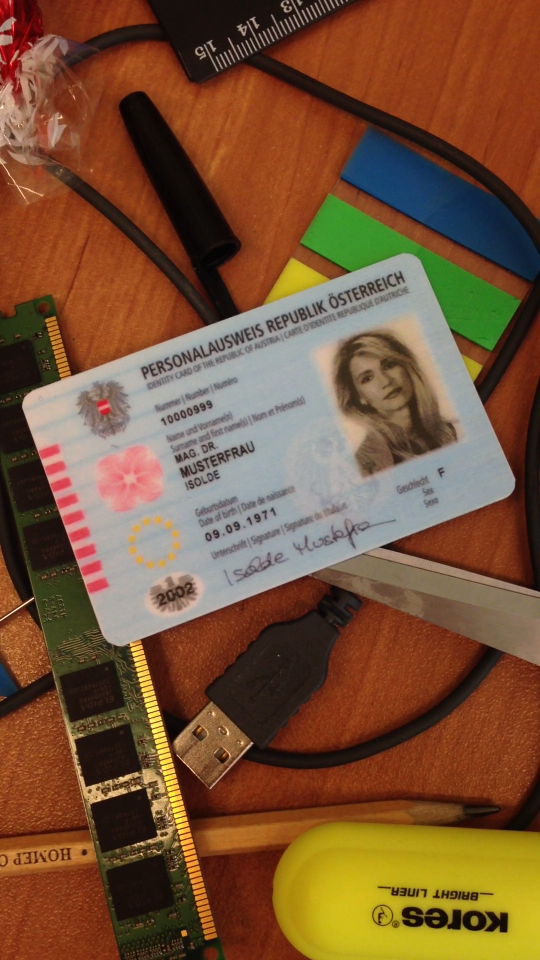 15 14 13
PERSONALAUSWEIS REPUBLIK ÖSTERREICH
IDENTITY CARD OF THE REPUBLIC OF AUSTRIA | CARTE D'IDENTITÉ RÉPUBLIQUE D'AUTRICHE
Nummer | Number | Numéro
10000999
Name und Vorname(n)
Surname and first name(s) | Nom et Prénom(s)
MAG. DR.
MUSTERFRAU
ISOLDE
Geburtsdatum
Date of birth | Date de naissance
09.09.1971
Geschlecht F
Sex
Sexe
Unterschrift | Signature | Signature du titulaire
Isolde Mustafra
2002
HOMEP
Kores
BRIGHT LINER